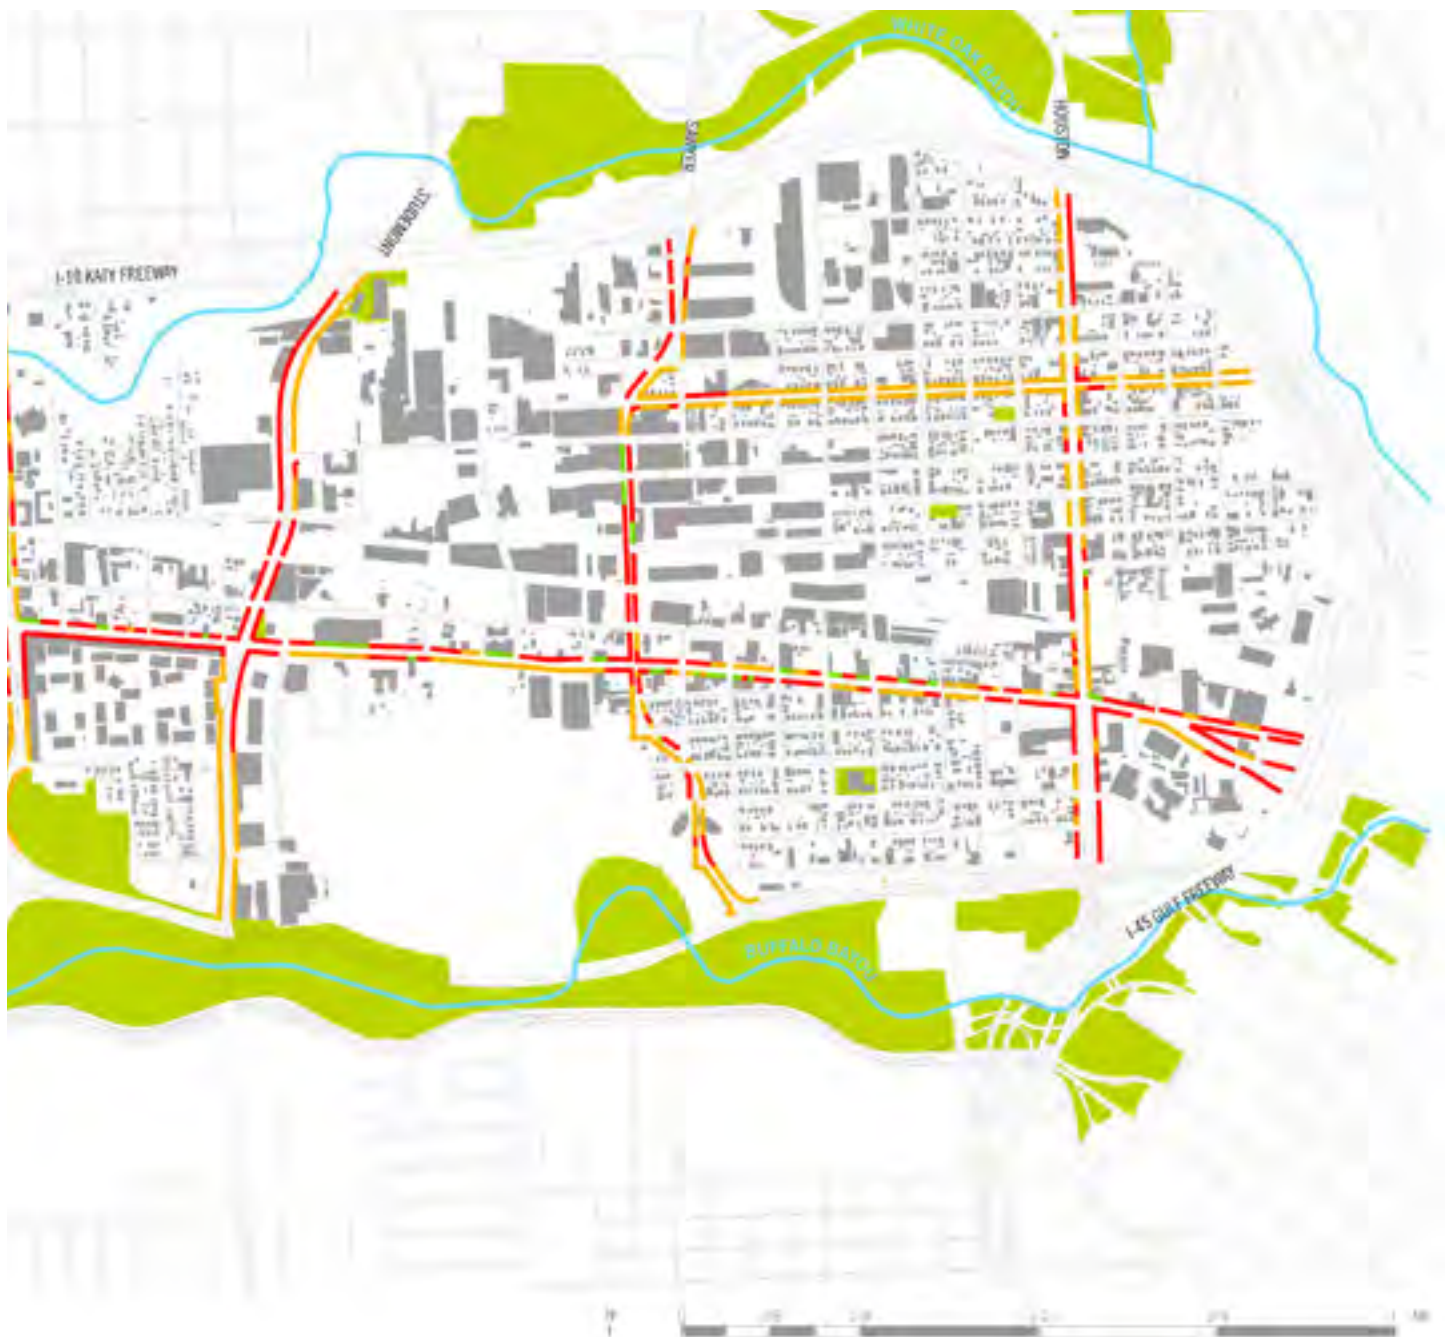 WHITE OAK BAYOU
HOUSTON
SAWYER
STUDEMONT
I-10 KATY FREEWAY
I-45 GULF FREEWAY
BUFFALO BAYOU